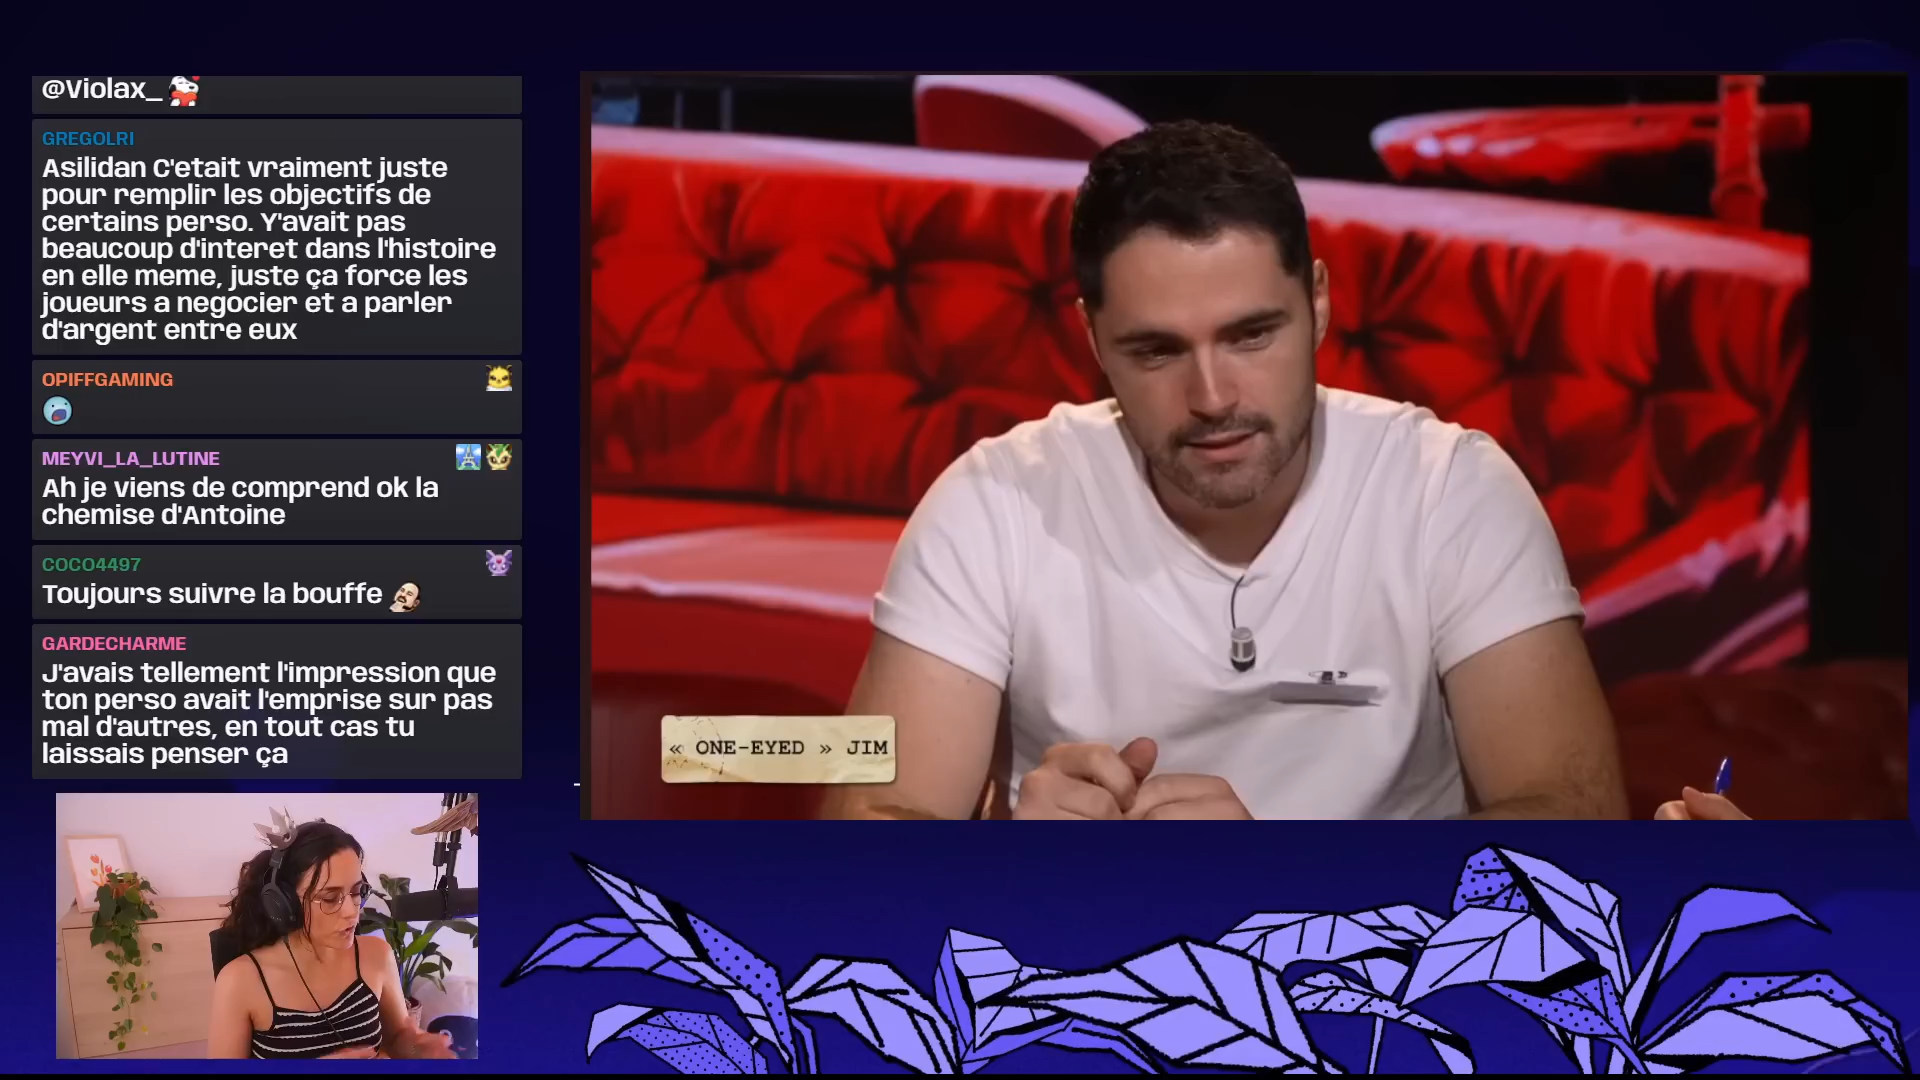 @Violax_
GREGOLRI
Asilidan C'etait vraiment juste
pour remplir les objectifs de
certains perso. Y'avait pas
beaucoup d'interet dans l'histoire
en elle meme, juste ça force les
joueurs a negocier et a parler
d'argent entre eux
OPIFFGAMING
MEYVI_LA_LUTINE
Ah je viens de comprend ok la
chemise d'Antoine
COCO4497
Toujours suivre la bouffe
GARDECHARME
J'avais tellement l'impression que
ton perso avait l'emprise sur pas
mal d'autres, en tout cas tu
laissais penser ça
« ONE-EYED » JIM